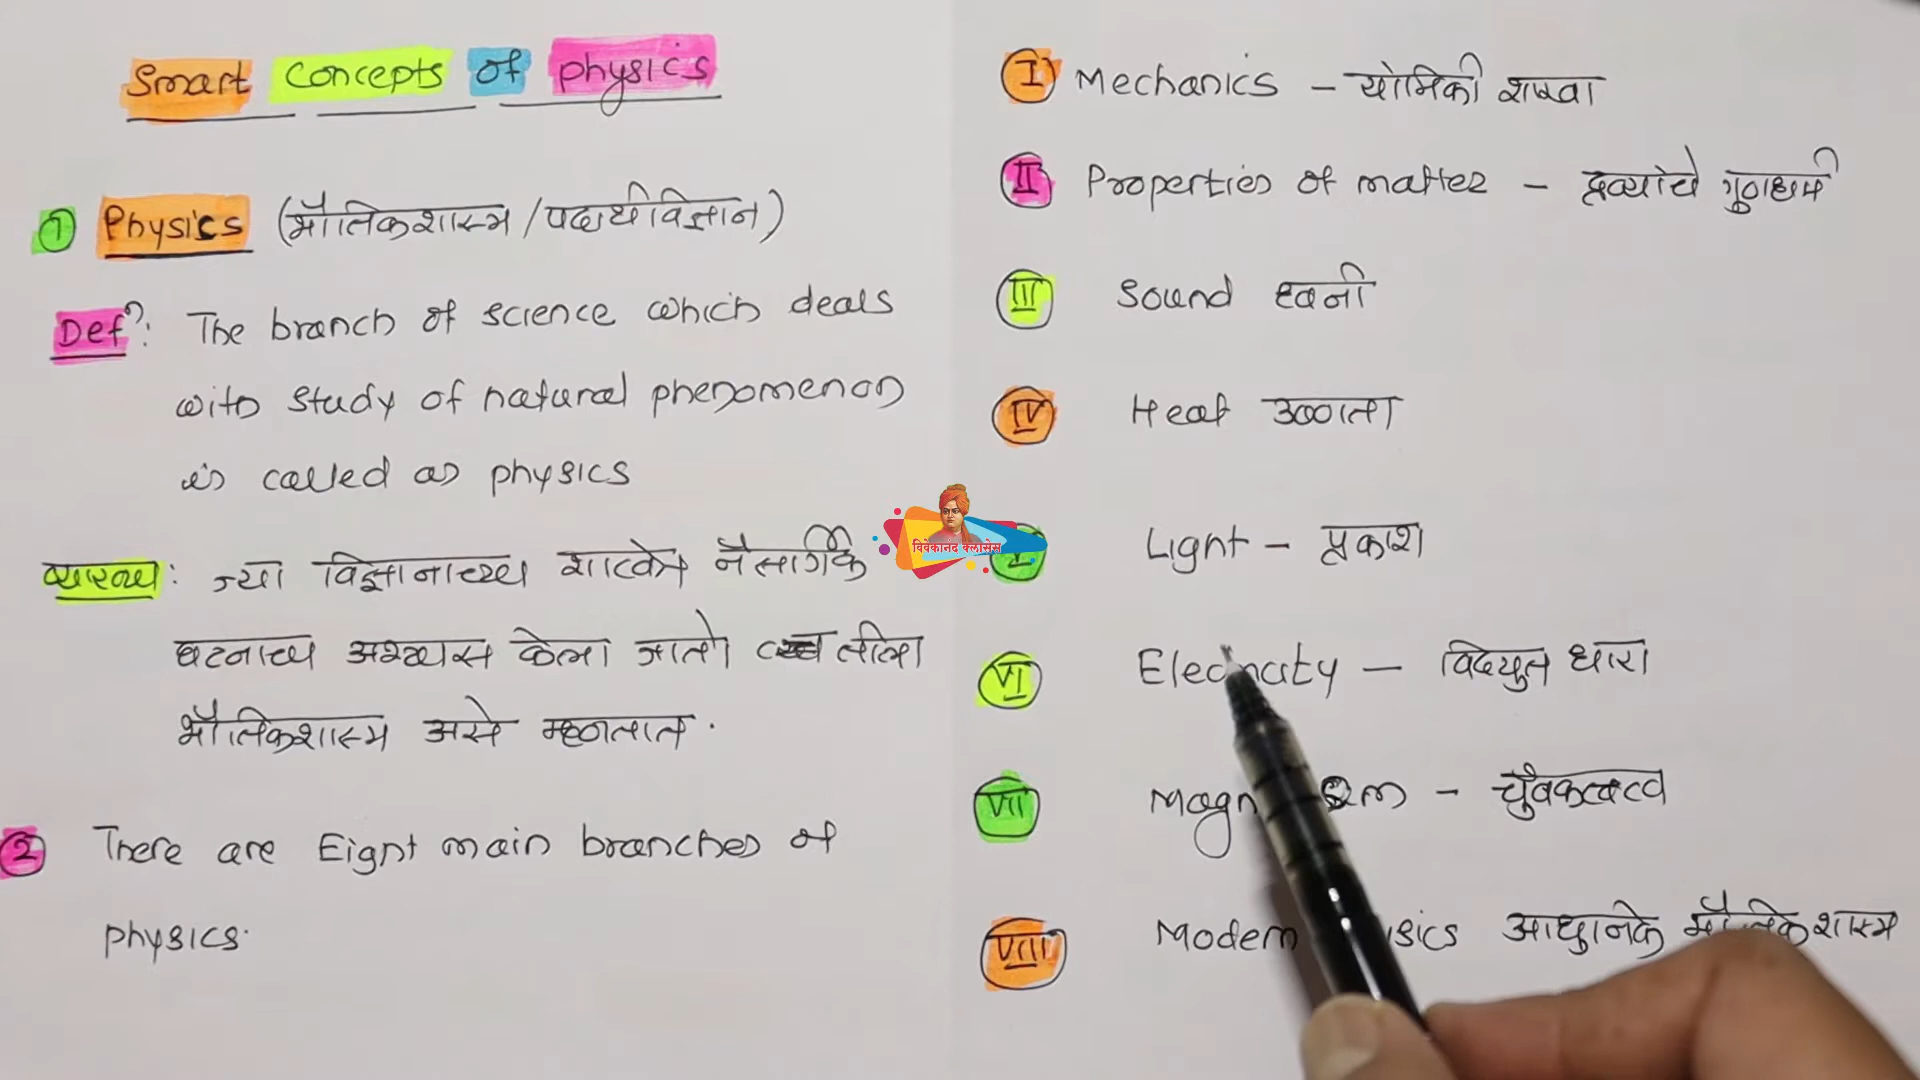 Smart Concepts of physics
1 Physics (भौतिकशास्त्र/पदार्थविज्ञान)
Defn: The branch of science which deals
with study of natural phenomenon
is called as physics
व्याख्या: ज्या विज्ञानाच्या शाखेत नैसर्गिक
घटनाचा अभ्यास केला जातो तीला
भौतिकशास्त्र असे म्हणतात.
2 There are Eight main branches of
physics.
I Mechanics - यांमिकी शाखा
II Properties of matter - द्रव्यांचे गुणधर्म
III Sound ध्वनी
IV Heat उष्णता
विवेकानंद क्लासेस
V Light - प्रकाश
VI Electricity - विदयुत धारा
VII - चुंबकत्व
VIII Modern आधुनिक भौतिकशास्त्र